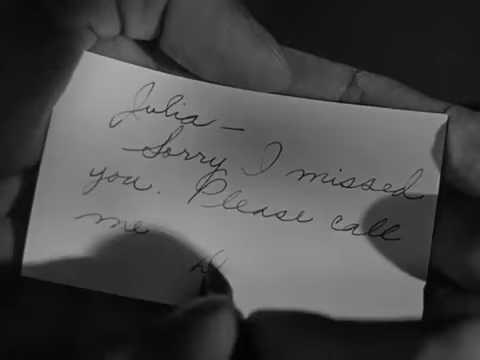 Julia —
Sorry I missed
you. Please call
me